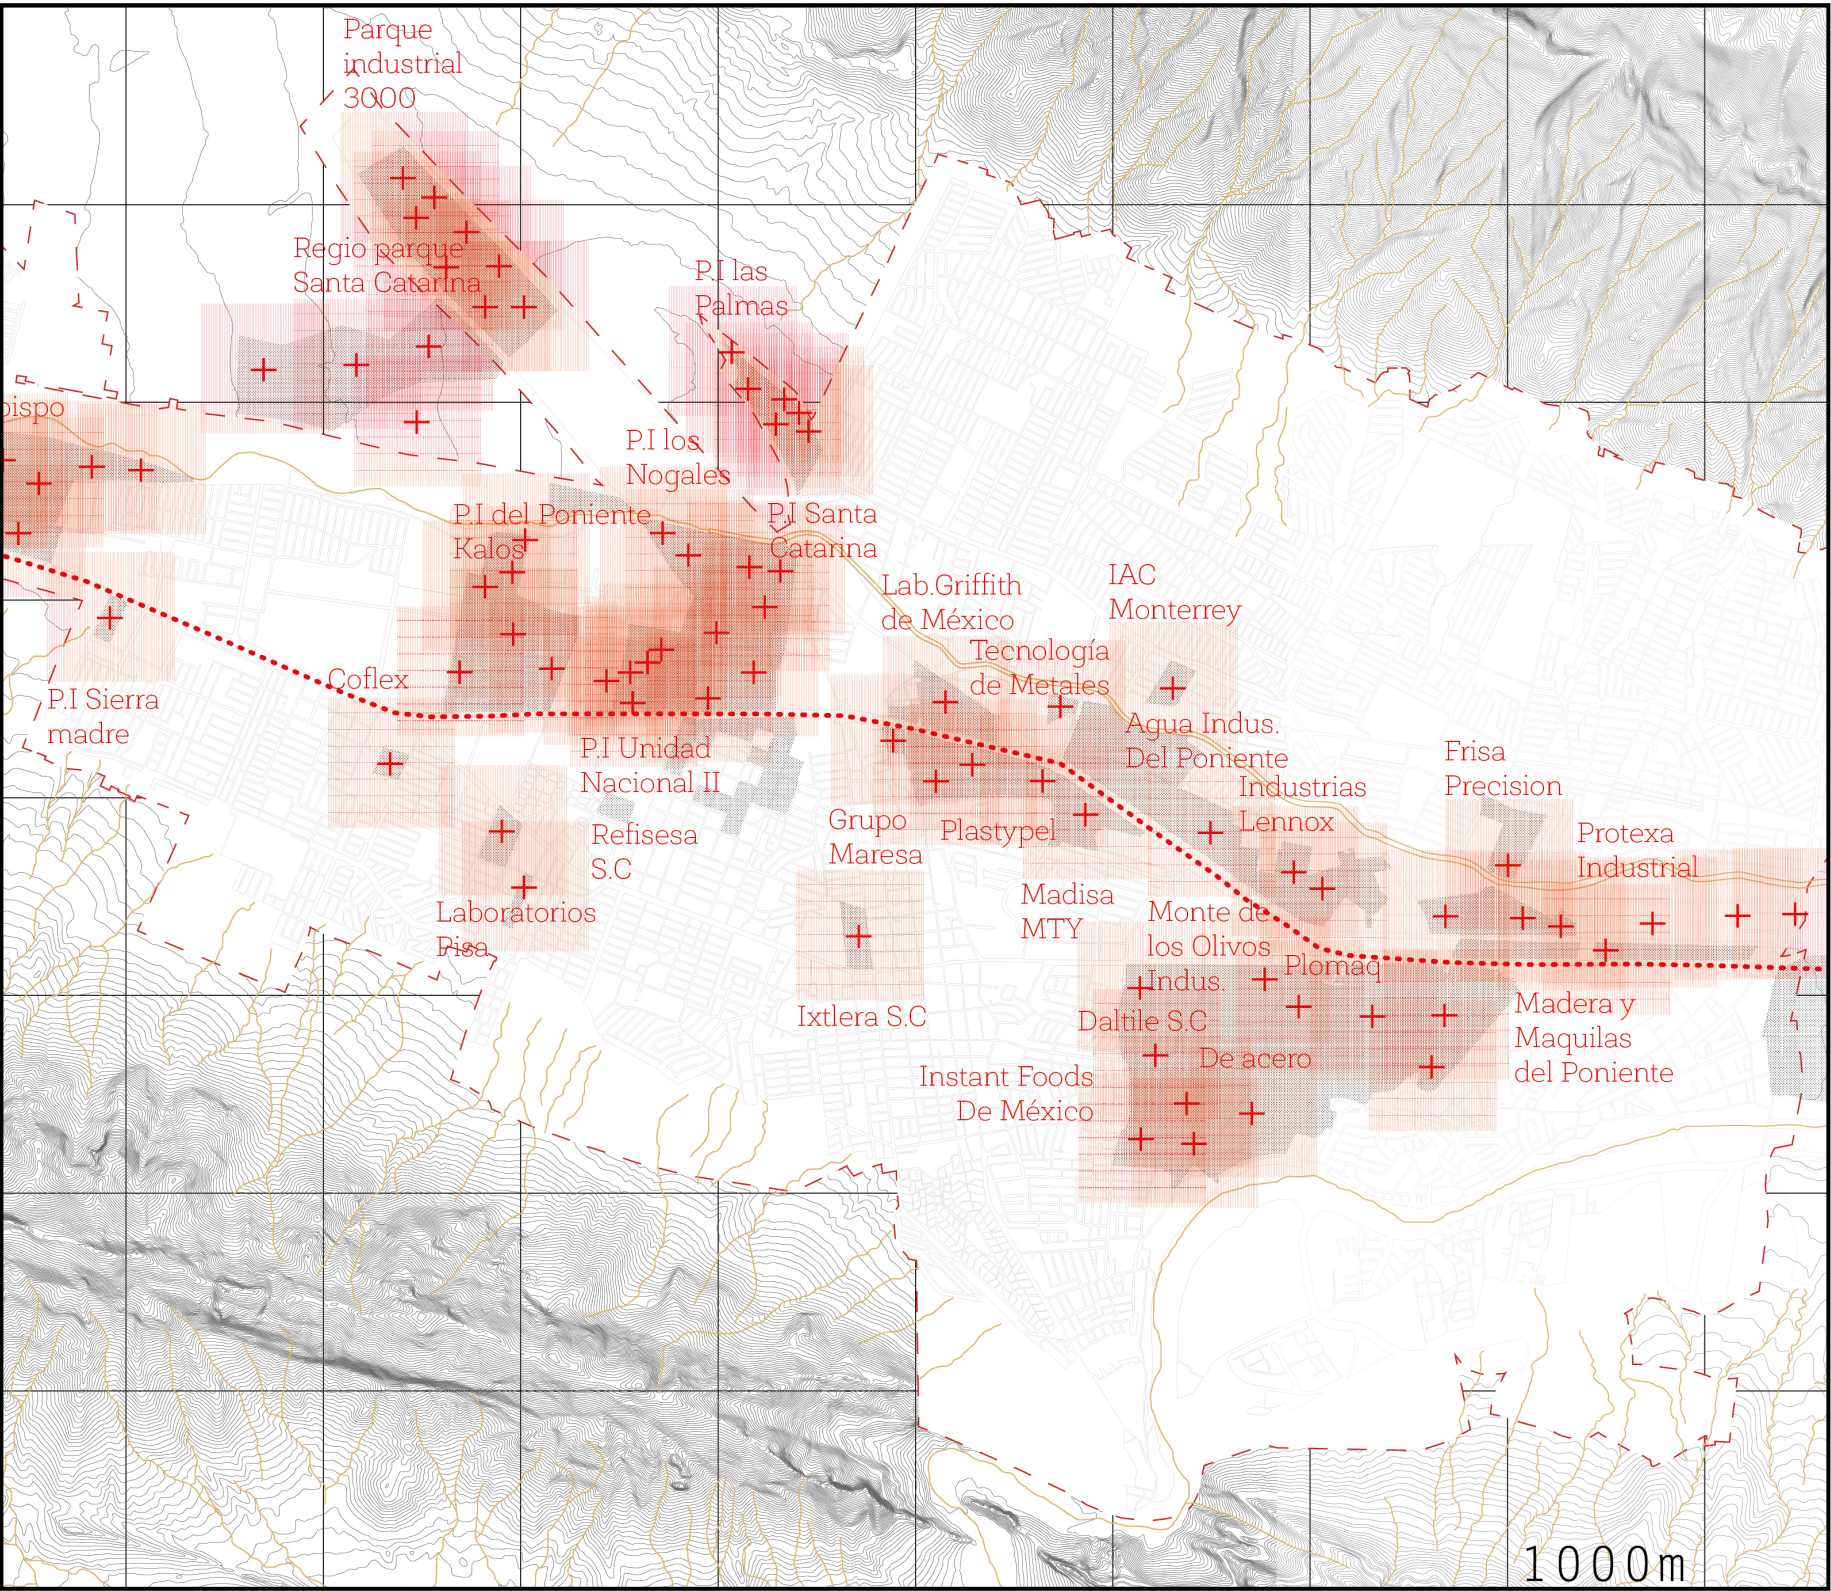 Parque
industrial
3000
Regio parque
Santa Catarina
P.I las
Palmas
P.I los
Nogales
P.I del Poniente
Kalos
P.I Santa
Catarina
Lab.Griffith
de México
IAC
Monterrey
Tecnología
de Metales
Coflex
P.I Sierra
madre
P.I Unidad
Nacional II
Agua Indus.
Del Poniente
Frisa
Precision
Industrias
Lennox
Grupo
Maresa
Plastypel
Refisesa
S.C
Protexa
Industrial
Laboratorios
Pisa
Madisa
MTY
Monte de
los Olivos
Indus.
Plomaq
Ixtlera S.C
Daltile S.C
De acero
Madera y
Maquilas
del Poniente
Instant Foods
De México
1000m